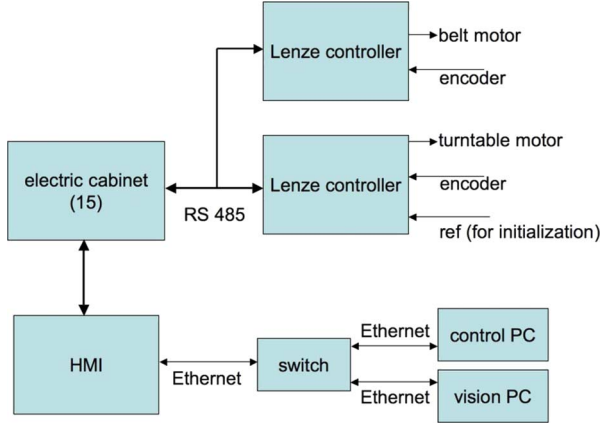 Lenze controller
belt motor
encoder
electric cabinet
(15)
RS 485
Lenze controller
turntable motor
encoder
ref (for initialization)
HMI
Ethernet
switch
Ethernet
control PC
Ethernet
vision PC